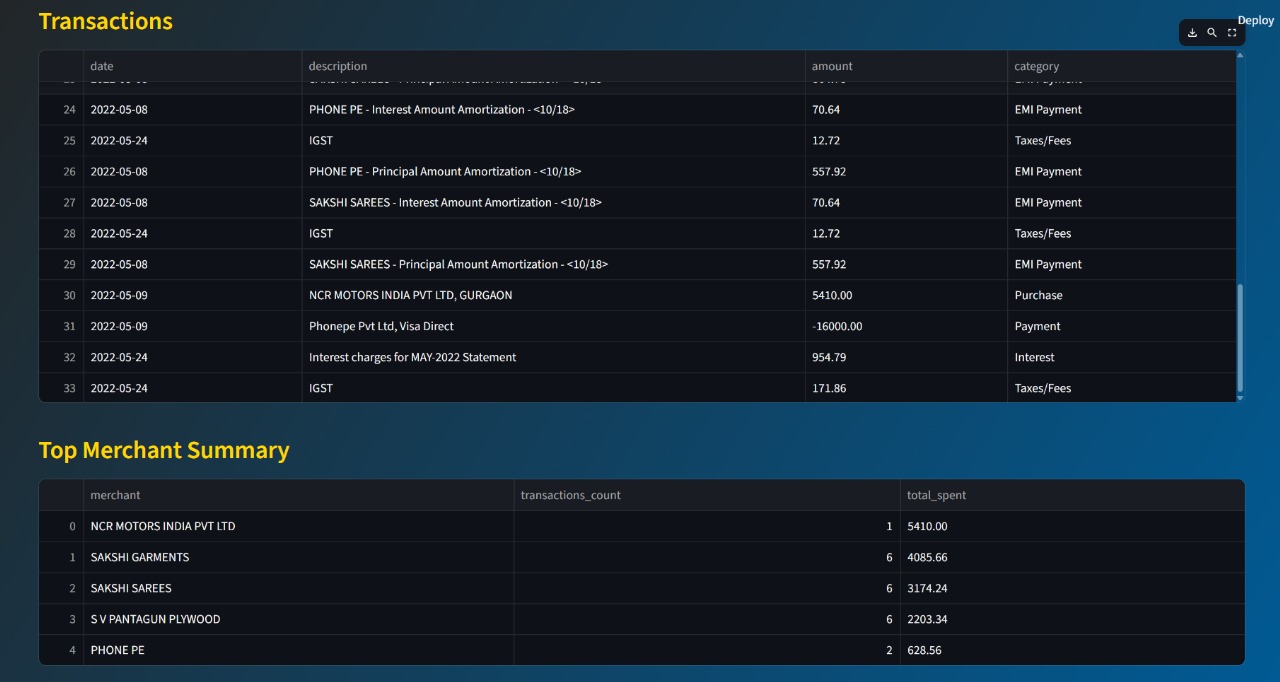 Transactions
Deploy
date description amount category
24 2022-05-08 PHONE PE - Interest Amount Amortization - <10/18> 70.64 EMI Payment
25 2022-05-24 IGST 12.72 Taxes/Fees
26 2022-05-08 PHONE PE - Principal Amount Amortization - <10/18> 557.92 EMI Payment
27 2022-05-08 SAKSHI SAREES - Interest Amount Amortization - <10/18> 70.64 EMI Payment
28 2022-05-24 IGST 12.72 Taxes/Fees
29 2022-05-08 SAKSHI SAREES - Principal Amount Amortization - <10/18> 557.92 EMI Payment
30 2022-05-09 NCR MOTORS INDIA PVT LTD, GURGAON 5410.00 Purchase
31 2022-05-09 Phonepe Pvt Ltd, Visa Direct -16000.00 Payment
32 2022-05-24 Interest charges for MAY-2022 Statement 954.79 Interest
33 2022-05-24 IGST 171.86 Taxes/Fees
Top Merchant Summary
merchant transactions_count total_spent
0 NCR MOTORS INDIA PVT LTD 1 5410.00
1 SAKSHI GARMENTS 6 4085.66
2 SAKSHI SAREES 6 3174.24
3 S V PANTAGUN PLYWOOD 6 2203.34
4 PHONE PE 2 628.56